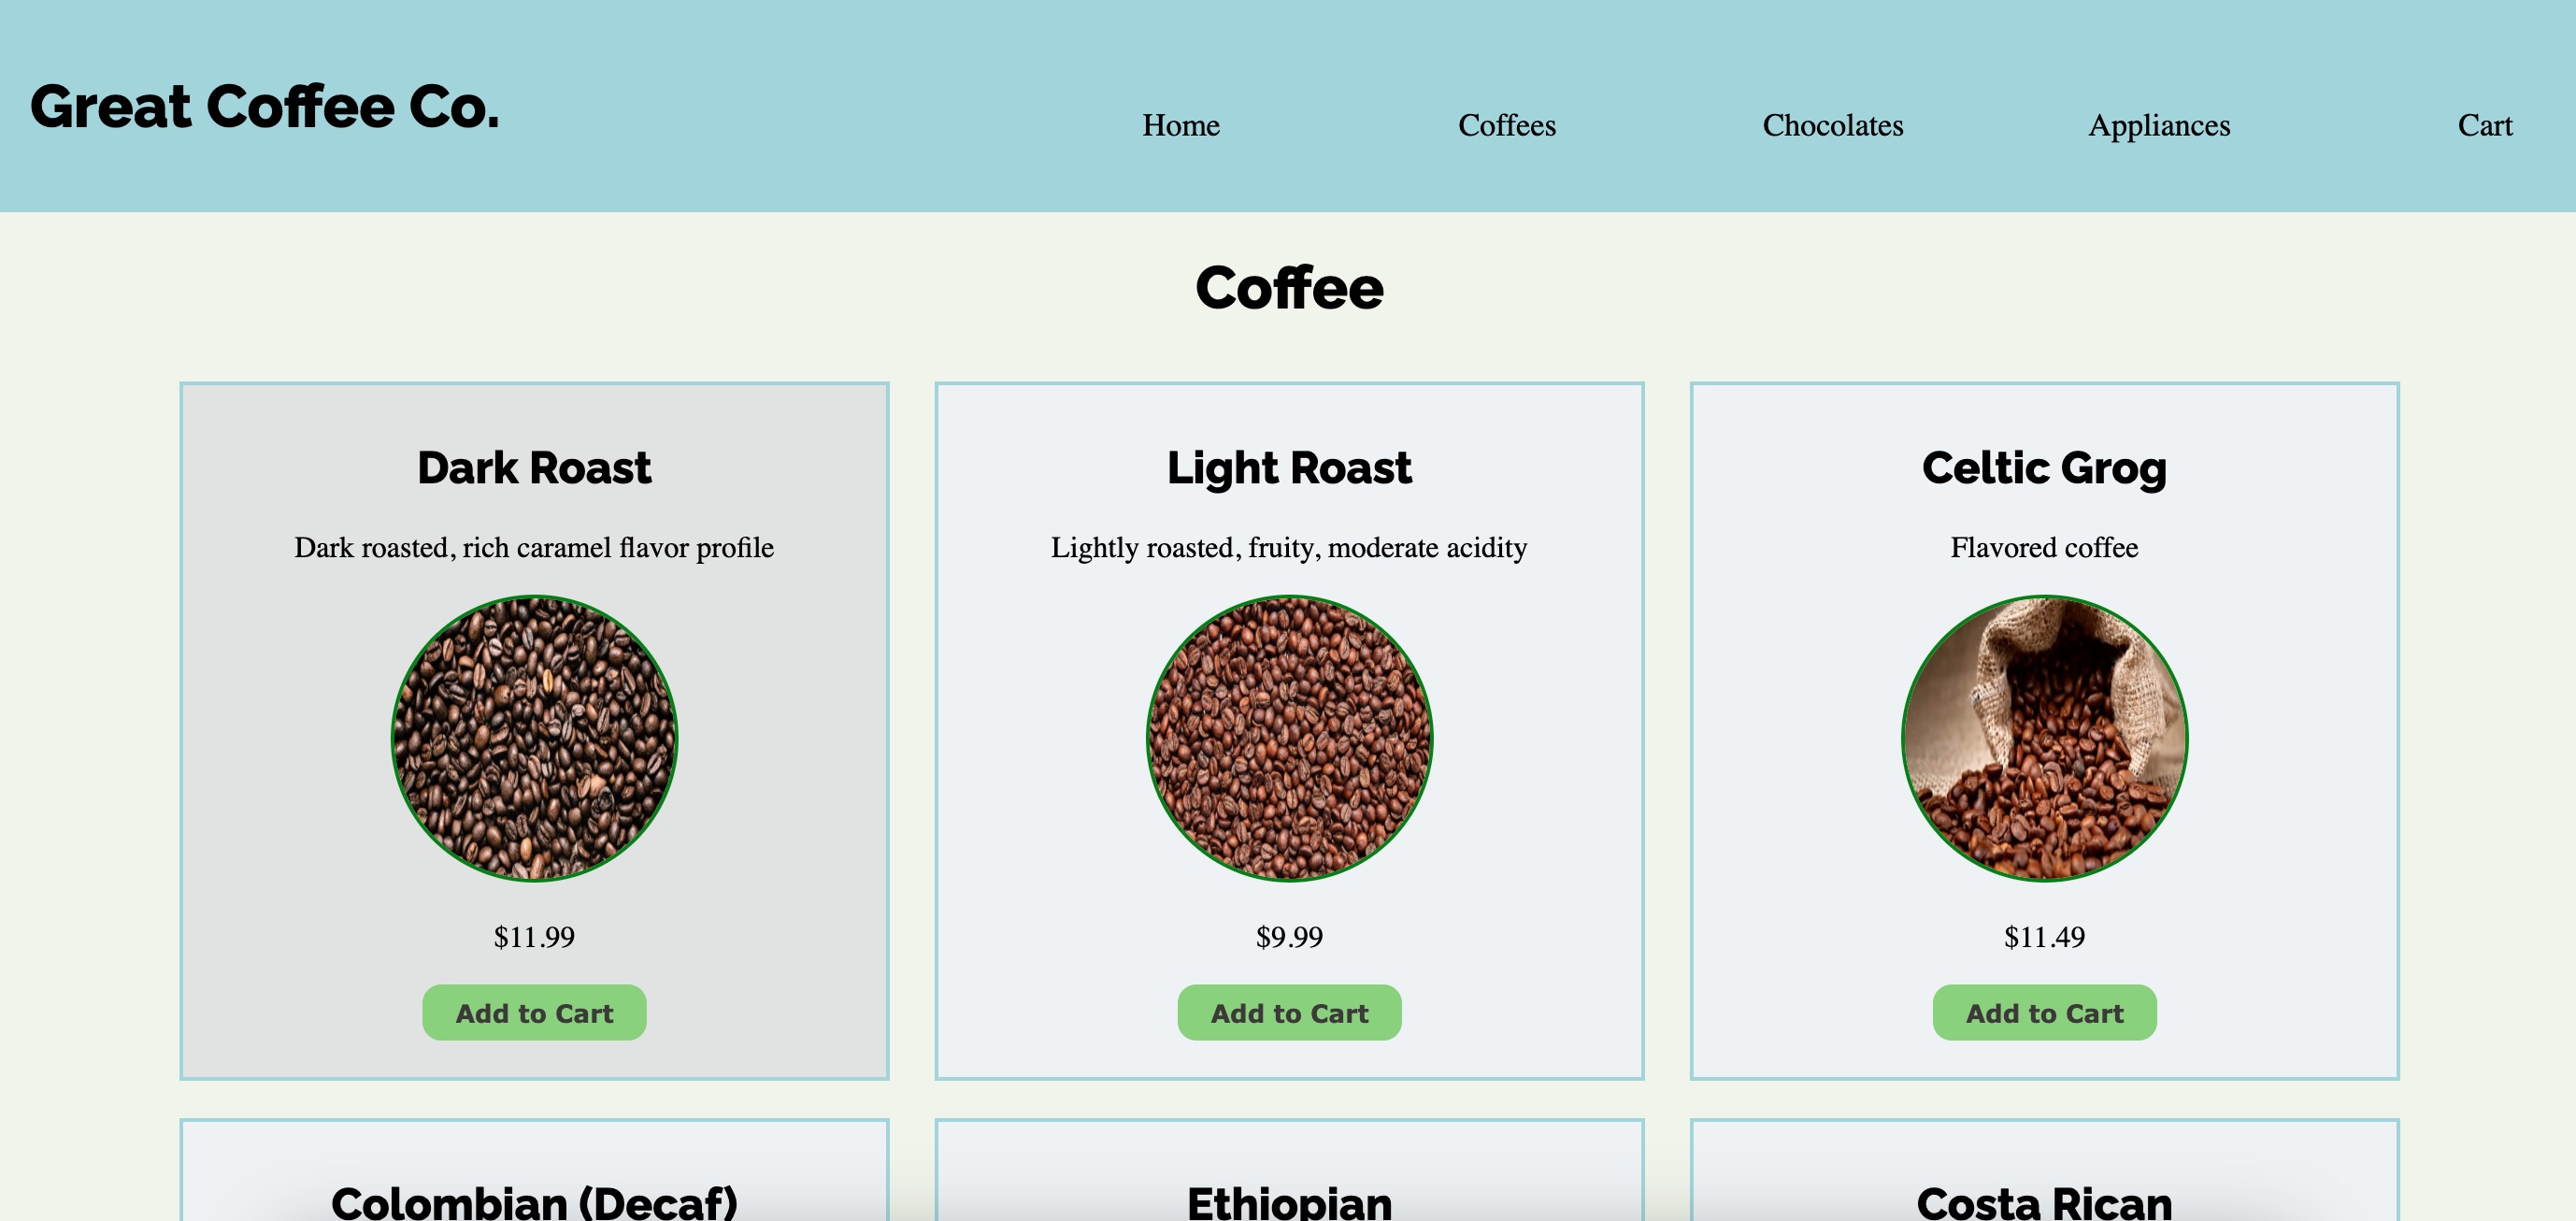 Great Coffee Co.
Home Coffees Chocolates Appliances Cart
Coffee
Dark Roast
Dark roasted, rich caramel flavor profile
$11.99
Add to Cart
Light Roast
Lightly roasted, fruity, moderate acidity
$9.99
Add to Cart
Celtic Grog
Flavored coffee
$11.49
Add to Cart
Colombian (Decaf)
Ethiopian
Costa Rican